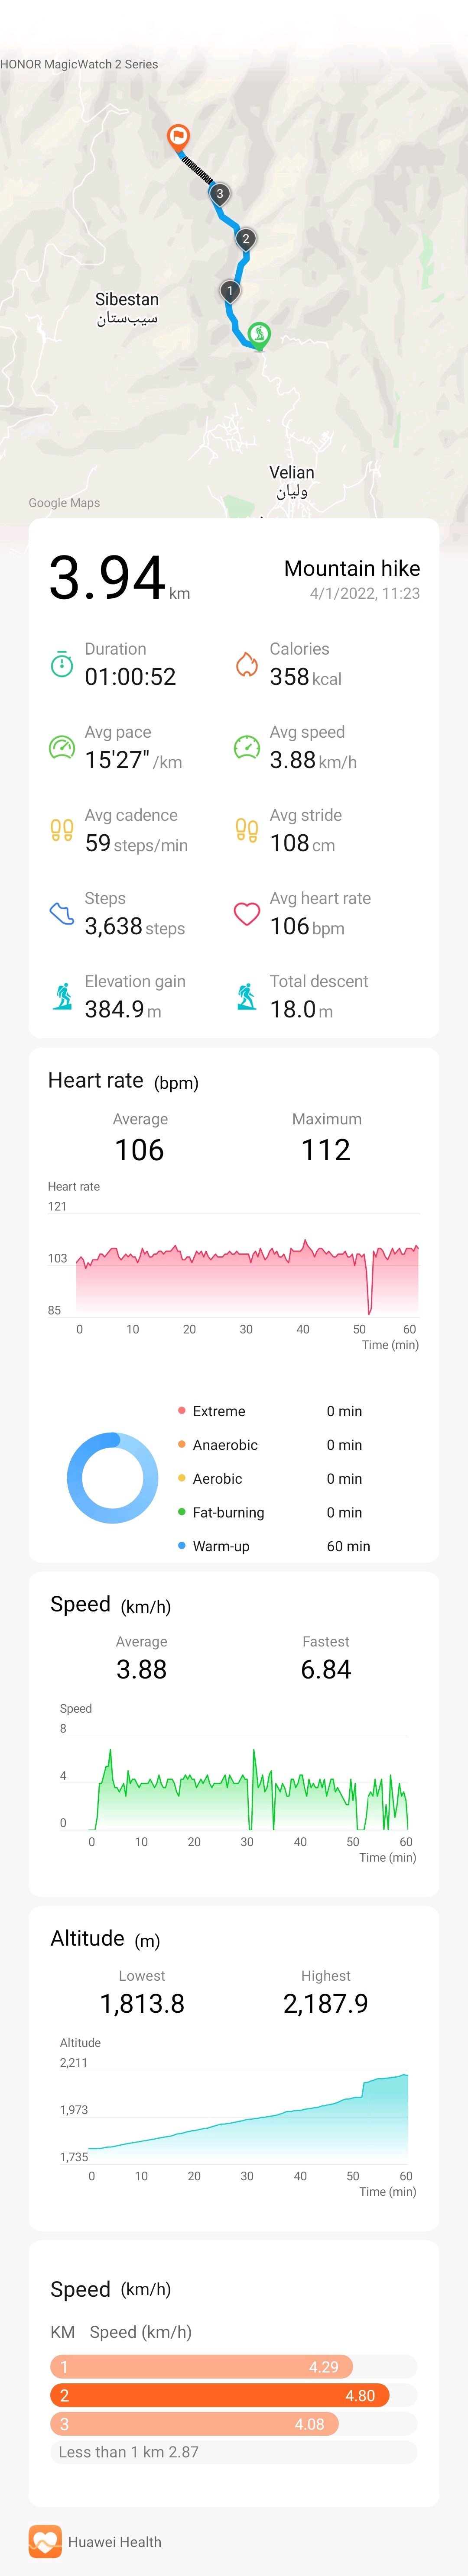 HONOR MagicWatch 2 Series
3
2
1
Sibestan
سیب‌ستان
Velian
ولیان
Google Maps
3.94 km
Mountain hike
4/1/2022, 11:23
Duration
01:00:52
Calories
358 kcal
Avg pace
15'27" /km
Avg speed
3.88 km/h
Avg cadence
59 steps/min
Avg stride
108 cm
Steps
3,638 steps
Avg heart rate
106 bpm
Elevation gain
384.9 m
Total descent
18.0 m
Heart rate (bpm)
Average
106
Maximum
112
Heart rate
121
103
85
0 10 20 30 40 50 60
Time (min)
Extreme 0 min
Anaerobic 0 min
Aerobic 0 min
Fat-burning 0 min
Warm-up 60 min
Speed (km/h)
Average
3.88
Fastest
6.84
Speed
8
4
0
0 10 20 30 40 50 60
Time (min)
Altitude (m)
Lowest
1,813.8
Highest
2,187.9
Altitude
2,211
1,973
1,735
0 10 20 30 40 50 60
Time (min)
Speed (km/h)
KM Speed (km/h)
1 4.29
2 4.80
3 4.08
Less than 1 km 2.87
Huawei Health